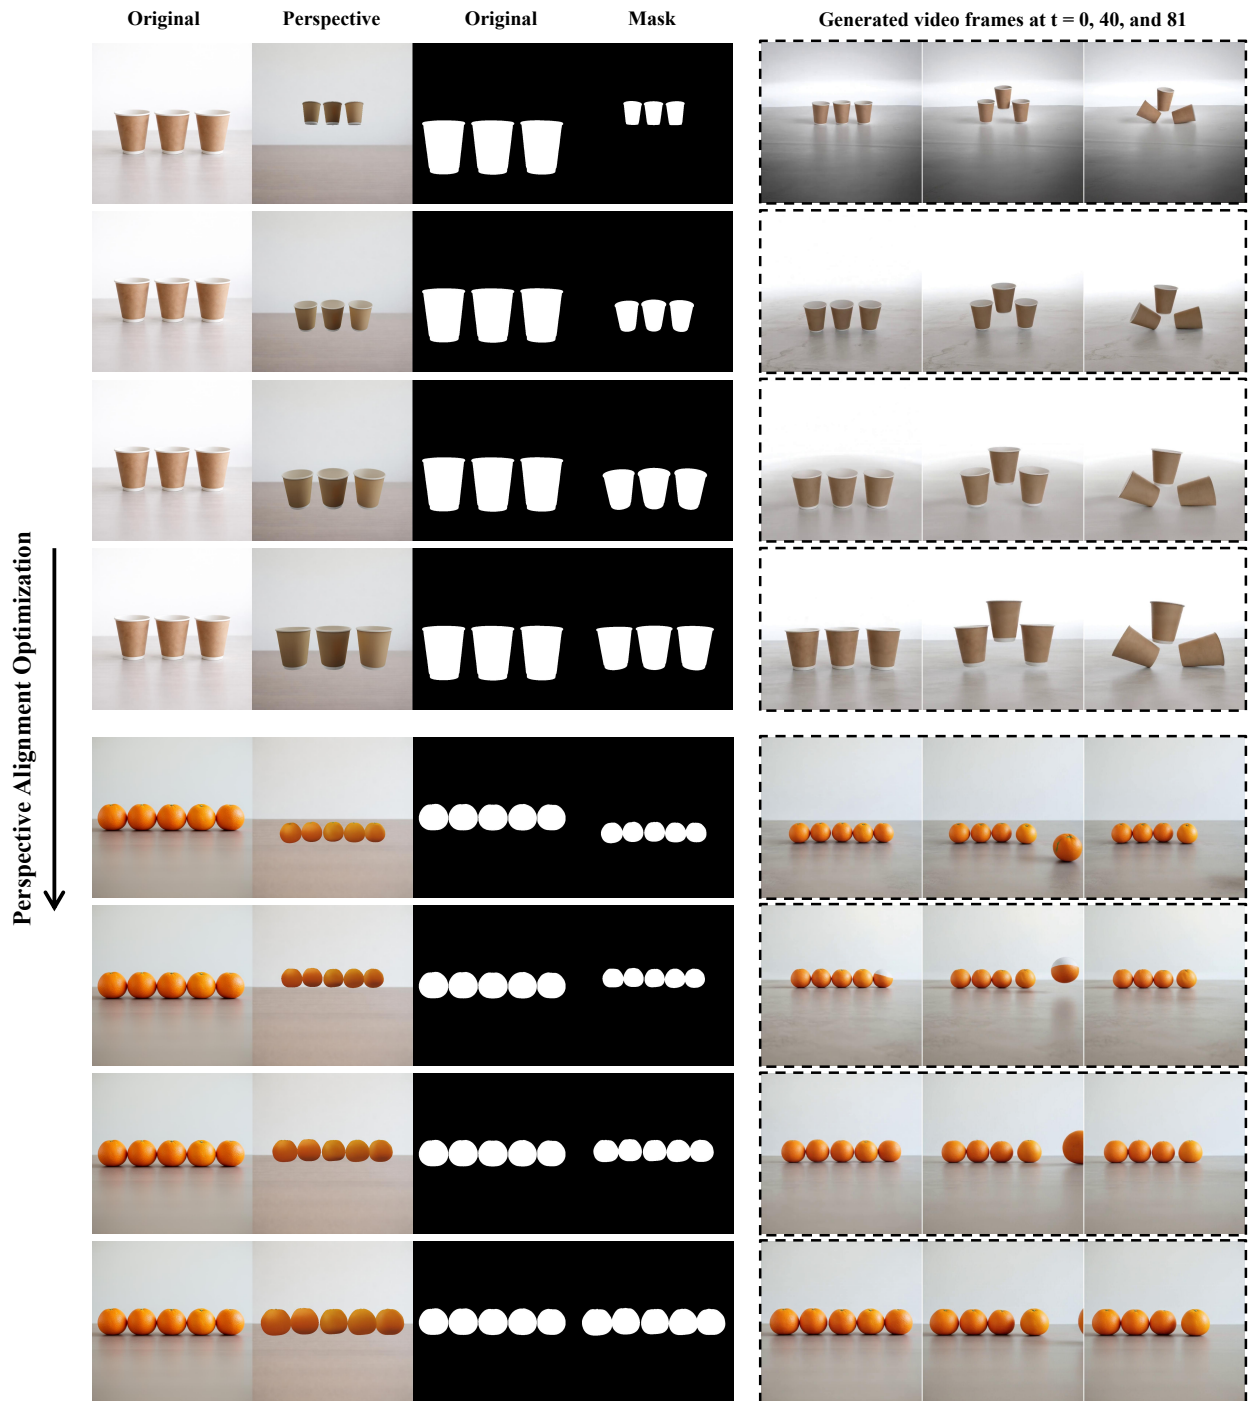 Original Perspective Original Mask Generated video frames at t = 0, 40, and 81
Perspective Alignment Optimization